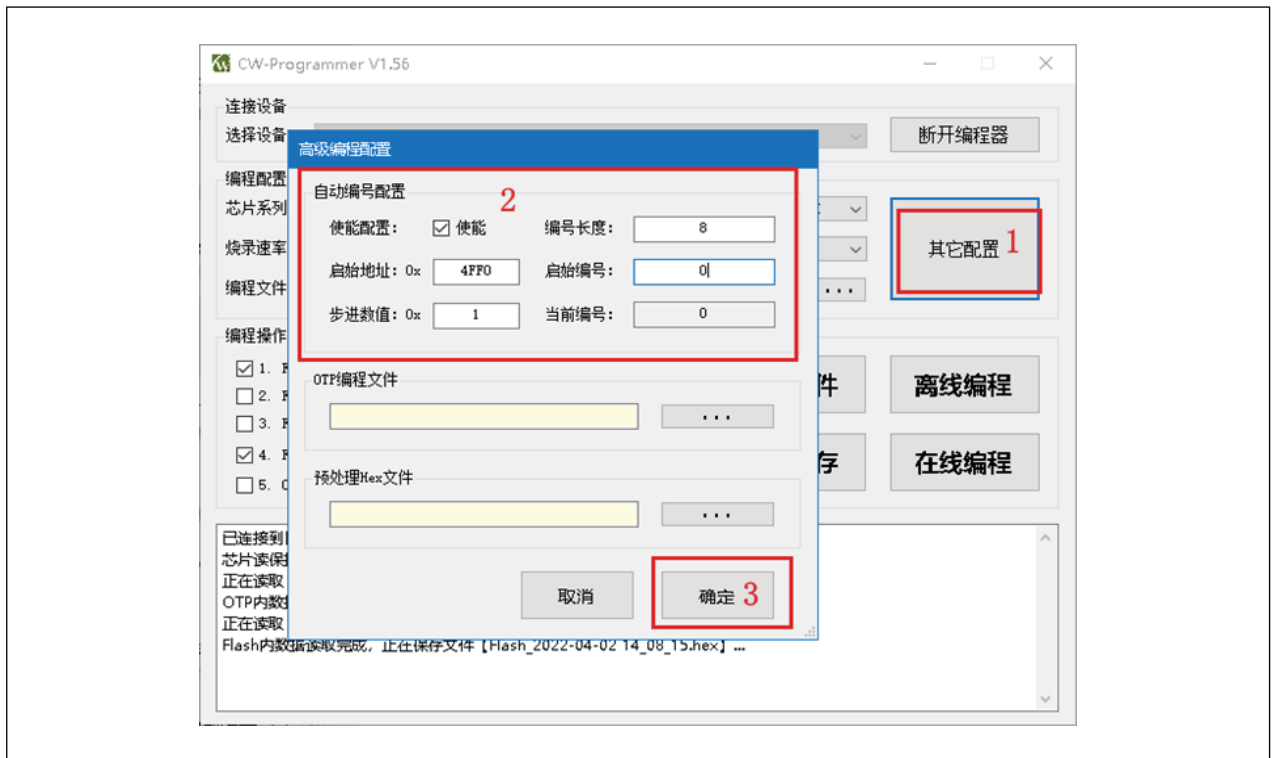 CW-Programmer V1.56
连接设备
选择设备
断开编程器
高级编程配置
编程配置
芯片系列
烧录速率
编程文件
...
其它配置 1
自动编号配置
2
使能配置: 使能 编号长度: 8
启始地址: 0x 4FF0 启始编号: 0
步进数值: 0x 1 当前编号: 0
编程操作
1.
2.
3.
4.
5.
件
离线编程
存
在线编程
OTP编程文件
...
预处理Hex文件
...
取消
确定 3
已连接到
芯片读保
正在读取
OTP内数
正在读取
Flash内数据读取完成, 正在保存文件【Flash_2022-04-02 14_08_15.hex】...